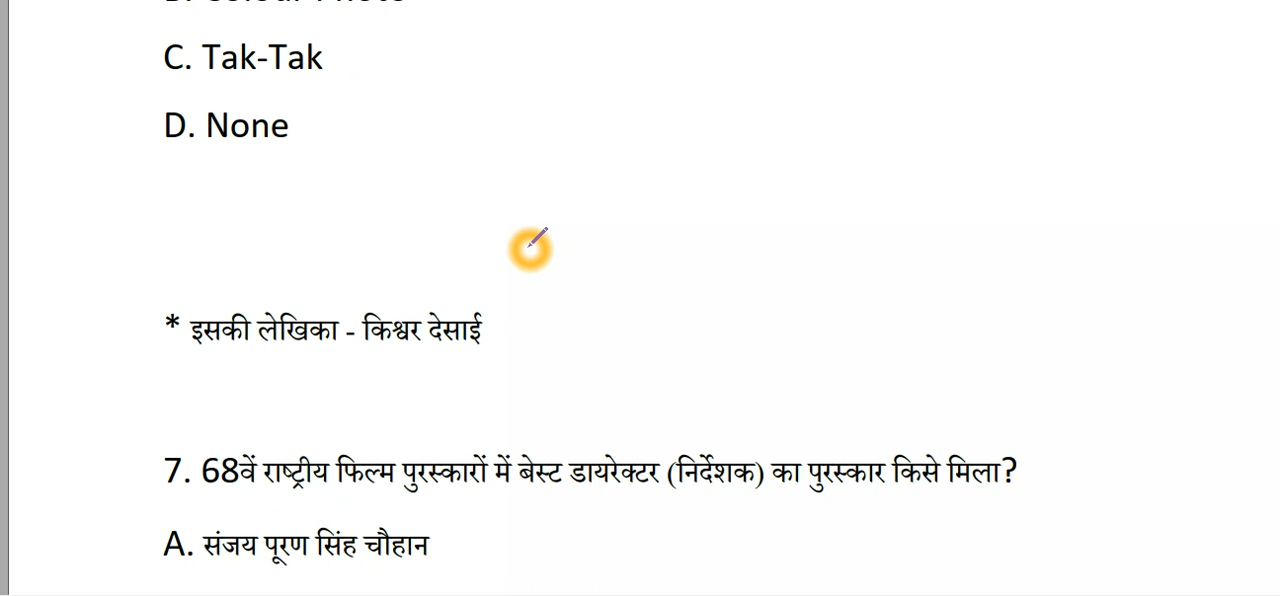 C. Tak-Tak
D. None
* इसकी लेखिका - किश्वर देसाई
7. 68वें राष्ट्रीय फिल्म पुरस्कारों में बेस्ट डायरेक्टर (निर्देशक) का पुरस्कार किसे मिला?
A. संजय पूरण सिंह चौहान